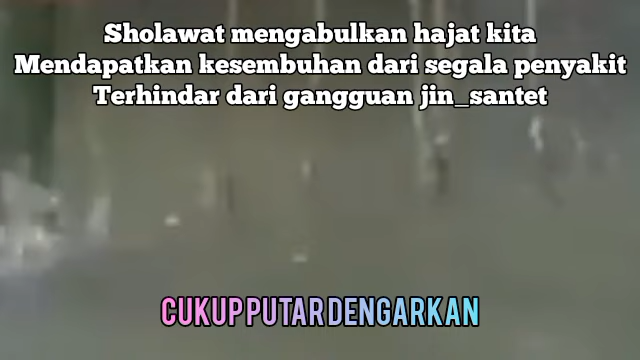 Sholawat mengabulkan hajat kita
Mendapatkan kesembuhan dari segala penyakit
Terhindar dari gangguan jin_santet
CUKUP PUTAR DENGARKAN